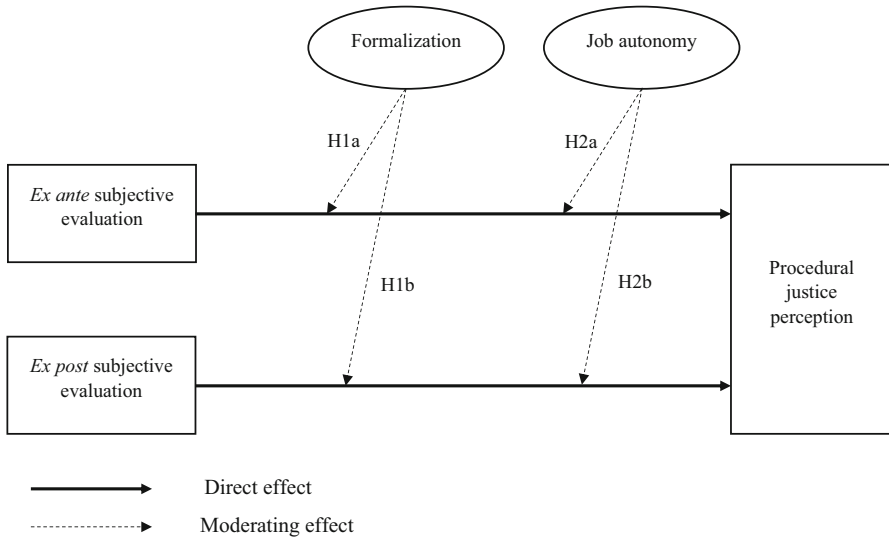 Formalization
Job autonomy
H1a
H2a
Ex ante subjective
evaluation
H1b
H2b
Procedural
justice
perception
Ex post subjective
evaluation
Direct effect
Moderating effect